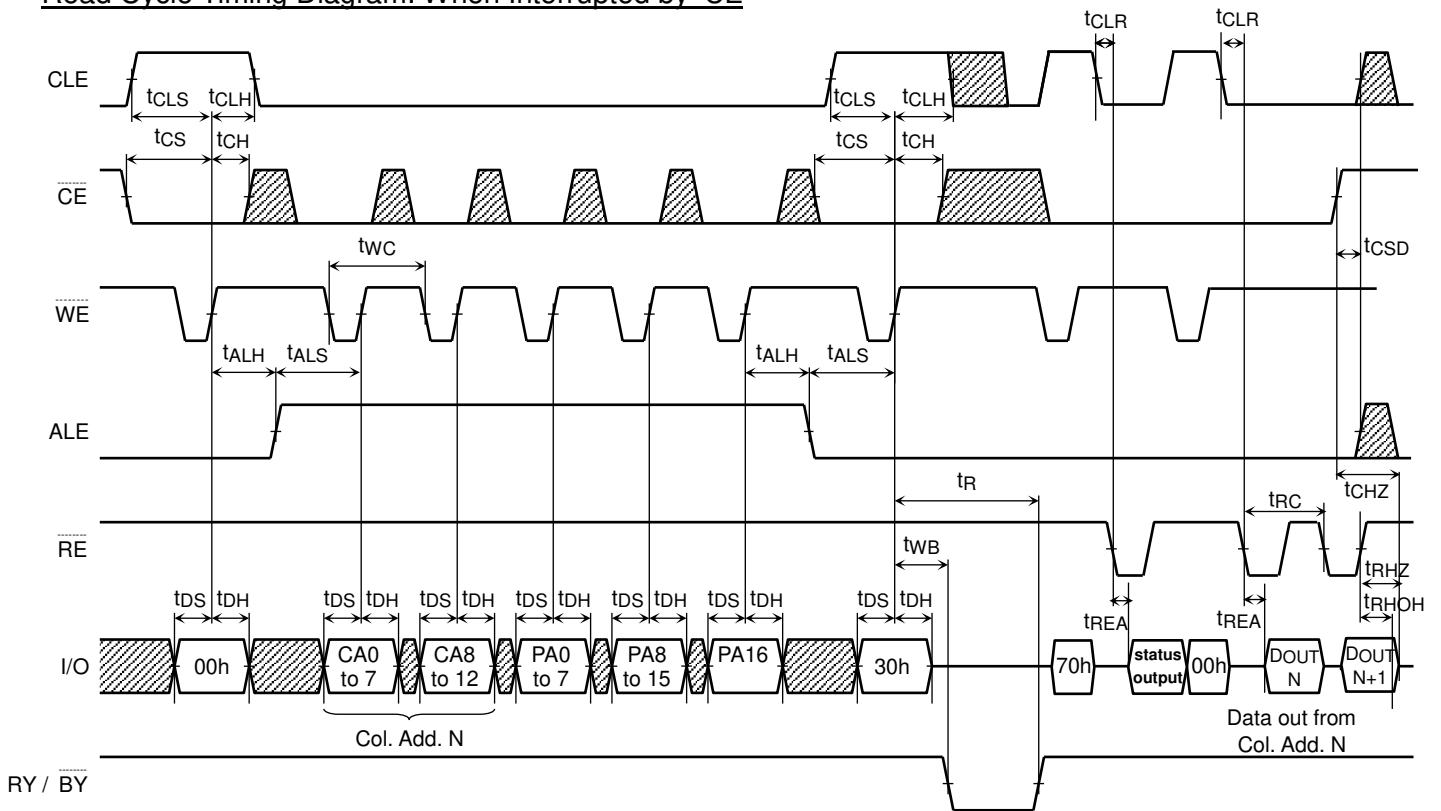 Read Cycle Timing Diagram: When Interrupted by CE
tCLR tCLR
CLE
tCLS tCLH tCLS tCLH
tCS tCH tCS tCH
CE
tWC tCSD
WE
tALH tALS tALH tALS
ALE
tR tCHZ
tRC
RE
tWB
tRHZ
tDS tDH tDS tDH tDS tDH tDS tDH tDS tDH tDS tDH tDS tDH tRHOH
tREA tREA
I/O 00h CA0 to 7 CA8 to 12 PA0 to 7 PA8 to 15 PA16 30h 70h status output 00h DOUT N DOUT N+1
Col. Add. N
Data out from
Col. Add. N
RY / BY